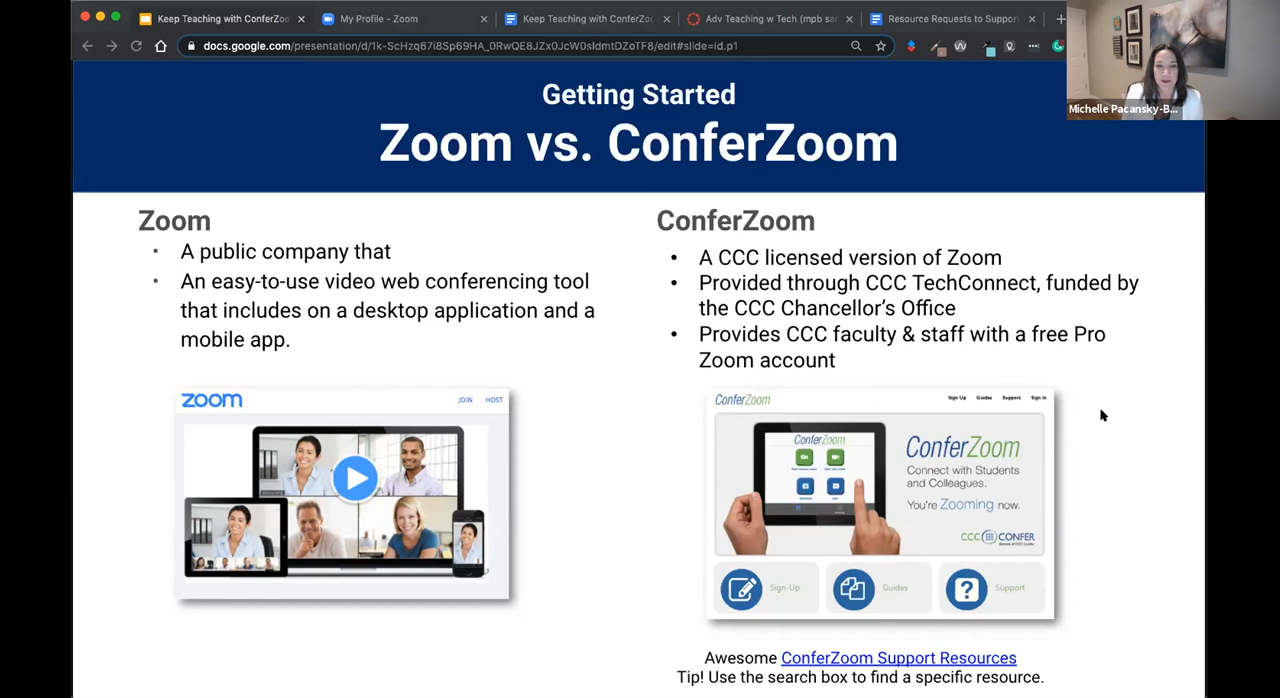 Keep Teaching with ConferZoo
My Profile - Zoom
Keep Teaching with ConferZo
Adv Teaching w Tech (mpb sar
Resource Requests to Support
docs.google.com/presentation/d/1k-ScHzq67i8Sp69HA_0RwQE8JZx0JcW0sIdmtDZoTF8/edit#slide=id.p1
Michelle Pacansky-B...
Getting Started
Zoom vs. ConferZoom
Zoom
• A public company that
• An easy-to-use video web conferencing tool
that includes on a desktop application and a
mobile app.
zoom
JOIN HOST
ConferZoom
• A CCC licensed version of Zoom
• Provided through CCC TechConnect, funded by
the CCC Chancellor's Office
• Provides CCC faculty & staff with a free Pro
Zoom account
ConferZoom
Sign Up Guides Support Sign In
ConferZoom
ConferZoom
Connect with Students
and Colleagues.
You're Zooming now.
CCC CONFER
Sign-Up
Guides
Support
Awesome ConferZoom Support Resources
Tip! Use the search box to find a specific resource.